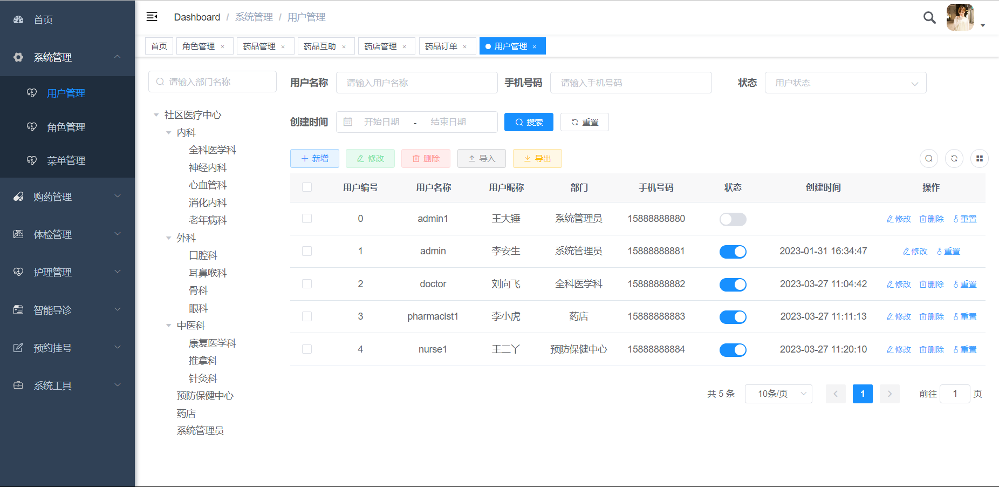 首页
系统管理
用户管理
角色管理
菜单管理
购药管理
体检管理
护理管理
智能导诊
预约挂号
系统工具
Dashboard / 系统管理 / 用户管理
首页 角色管理 × 药品管理 × 药品互助 × 药店管理 × 药品订单 × 用户管理 ×
请输入部门名称
社区医疗中心
内科
全科医学科
神经内科
心血管科
消化内科
老年病科
外科
口腔科
耳鼻喉科
骨科
眼科
中医科
康复医学科
推拿科
针灸科
预防保健中心
药店
系统管理员
用户名称 请输入用户名称 手机号码 请输入手机号码 状态 用户状态
创建时间 开始日期 - 结束日期 搜索 重置
新增 修改 删除 导入 导出
用户编号 用户名称 用户昵称 部门 手机号码 状态 创建时间 操作
0 admin1 王大锤 系统管理员 15888888880 修改 删除 重置
1 admin 李安生 系统管理员 15888888881 2023-01-31 16:34:47 修改 重置
2 doctor 刘向飞 全科医学科 15888888882 2023-03-27 11:04:42 修改 删除 重置
3 pharmacist1 李小虎 药店 15888888883 2023-03-27 11:11:13 修改 删除 重置
4 nurse1 王二丫 预防保健中心 15888888884 2023-03-27 11:20:10 修改 删除 重置
共 5 条 10条/页 1 前往 1 页